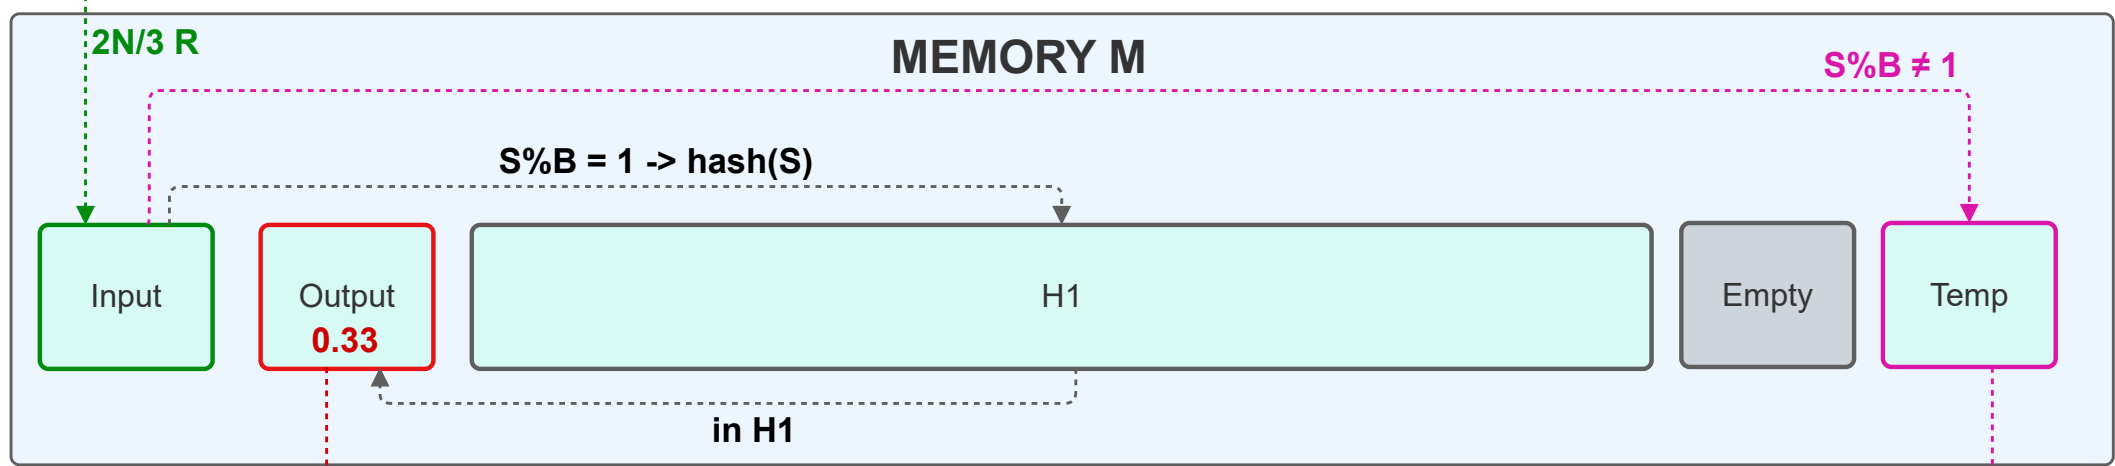 2N/3 R
MEMORY M
S%B ≠ 1
S%B = 1 -> hash(S)
Input
Output
0.33
H1
Empty
Temp
in H1